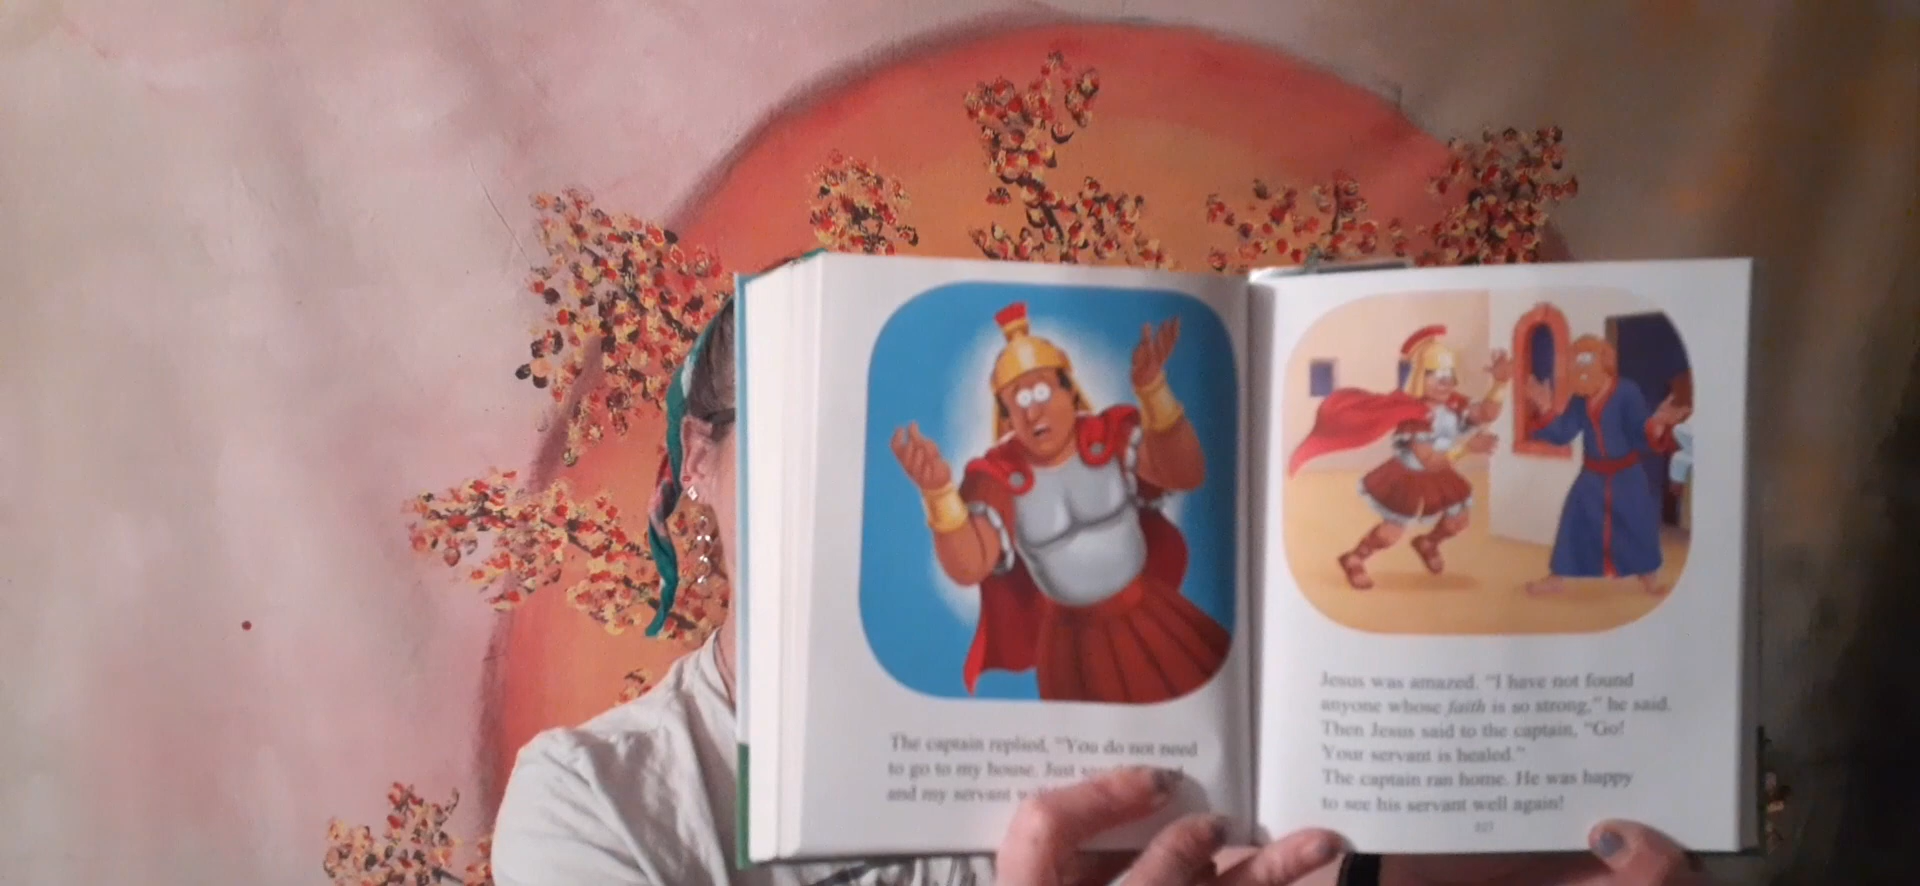 The captain replied, "You do not need
to go to my house. Just
and my servant
Jesus was amazed. "I have not found
anyone whose faith is so strong," he said.
Then Jesus said to the captain, "Go!
Your servant is healed."
The captain ran home. He was happy
to see his servant well again!